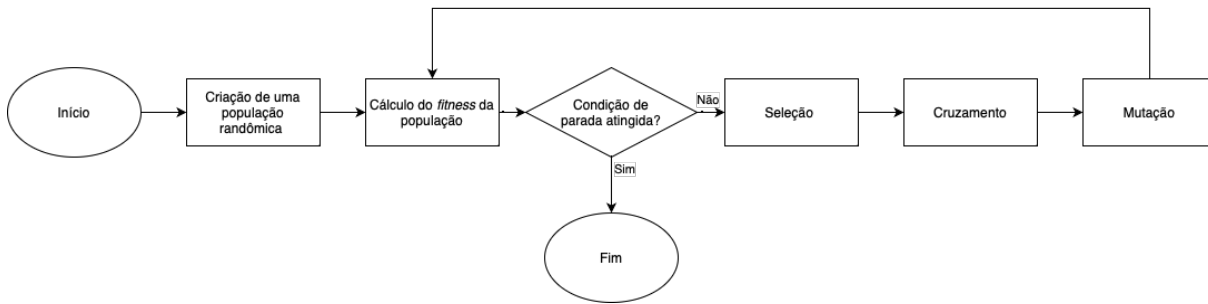 Início
Criação de uma
população
randômica
Cálculo do fitness da
população
Condição de
parada atingida?
Não
Seleção
Cruzamento
Mutação
Sim
Fim